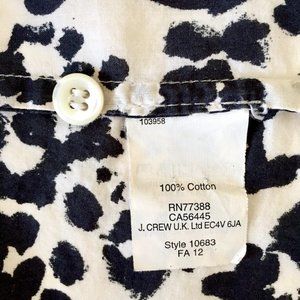 103958
100% Cotton
RN77388
CA56445
J. CREW U.K. Ltd EC4V 6JA
Style 10683
FA 12